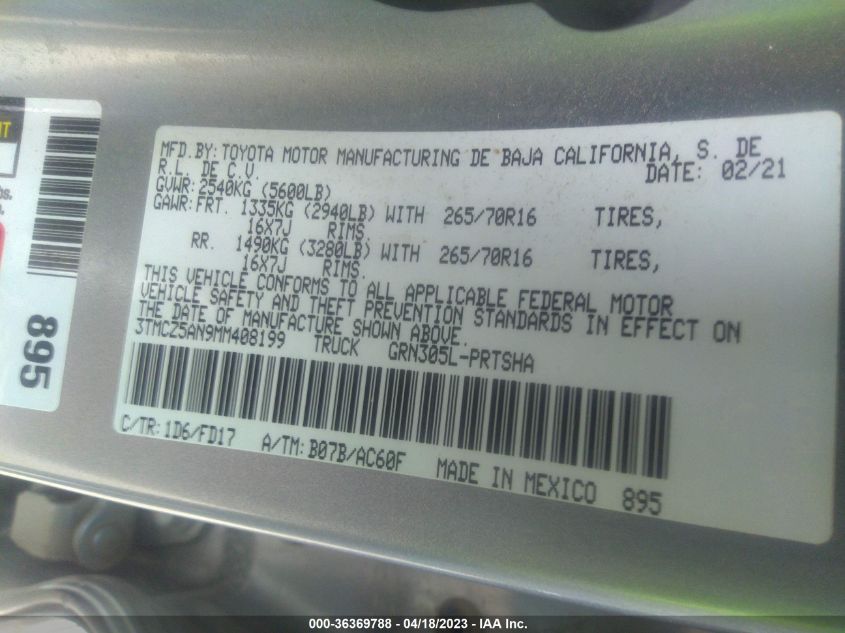 MFD.BY:TOYOTA MOTOR MANUFACTURING DE BAJA CALIFORNIA, S. DE
R.L. DE C.V. DATE: 02/21
GVWR:2540KG (5600LB)
GAWR:FRT. 1335KG (2940LB) WITH 265/70R16 TIRES,
16X7J RIMS.
RR. 1490KG (3280LB) WITH 265/70R16 TIRES,
16X7J RIMS.
THIS VEHICLE CONFORMS TO ALL APPLICABLE FEDERAL MOTOR
VEHICLE SAFETY AND THEFT PREVENTION STANDARDS IN EFFECT ON
THE DATE OF MANUFACTURE SHOWN ABOVE.
3TMCZ5AN9MM408199 TRUCK GRN305L-PRTSHA
C/TR:1D6/FD17 A/TM:B07B/AC60F MADE IN MEXICO 895
895
000-36369788 - 04/18/2023 - IAA Inc.